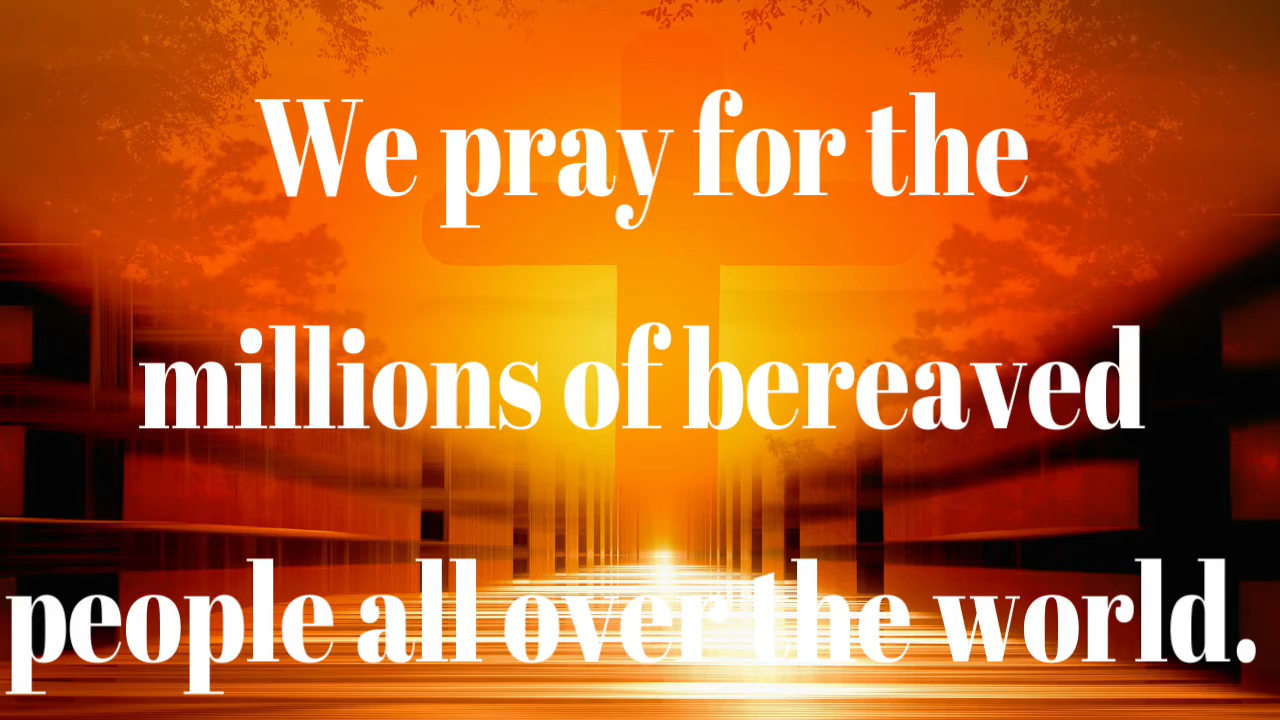 We pray for the
millions of bereaved
people all over the world.